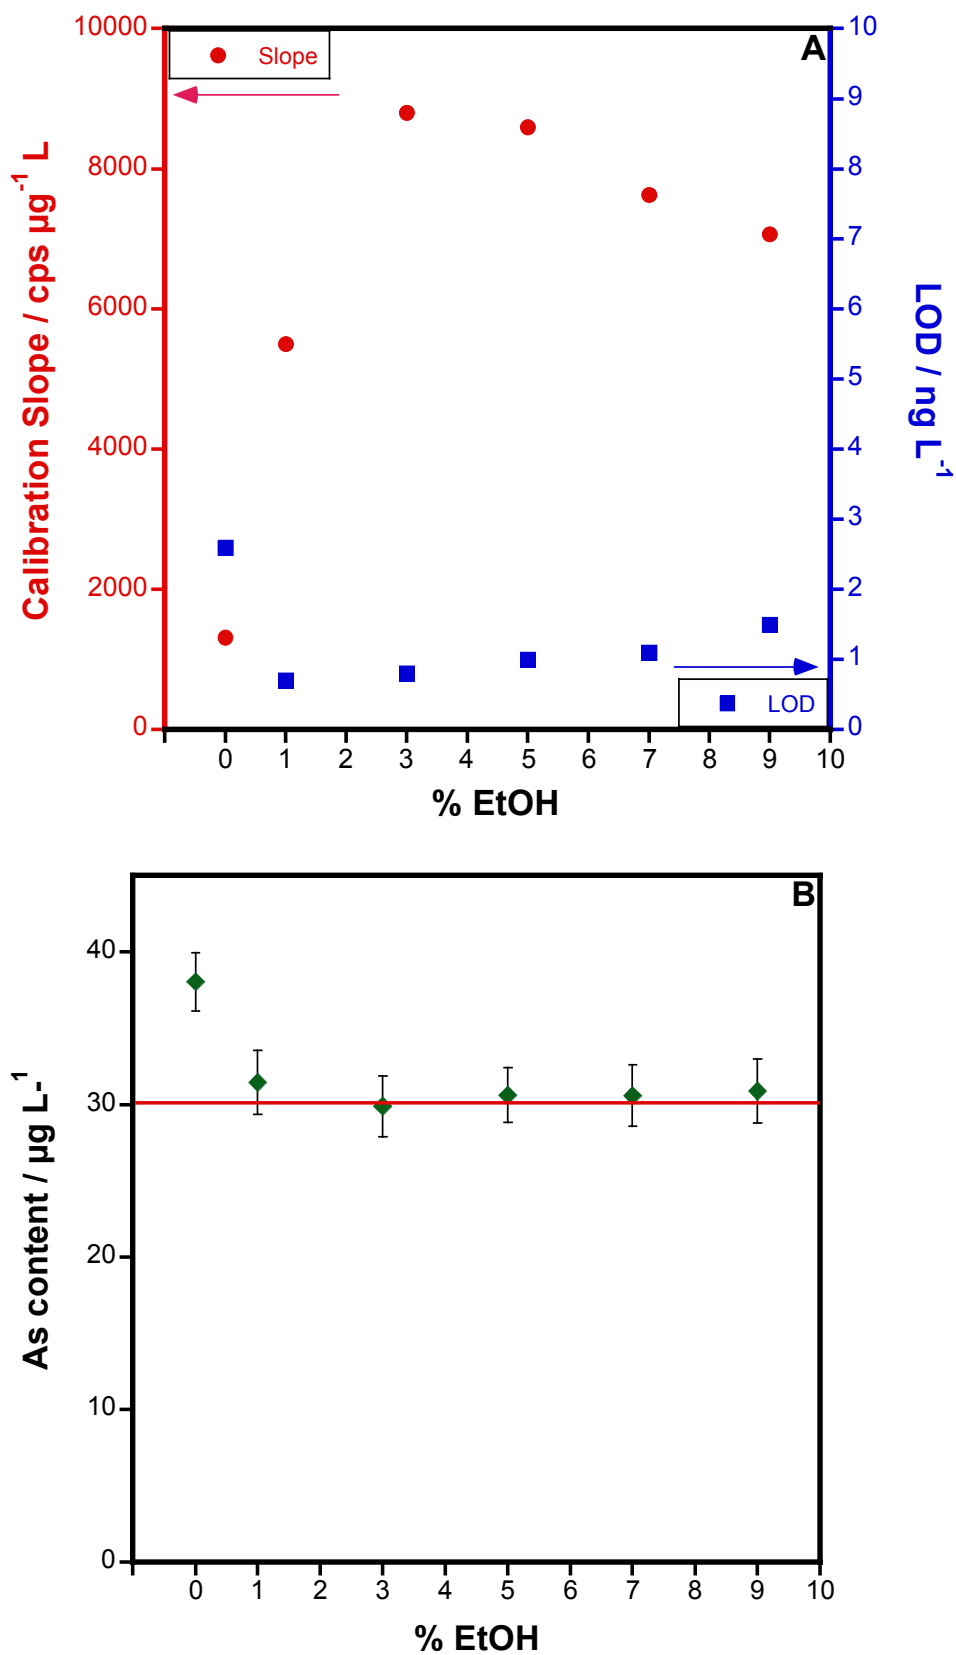 A
Slope
Calibration Slope / cps µg⁻¹ L
10000
8000
6000
4000
2000
0
10
9
8
7
6
5
4
3
2
1
0
LOD / ng L⁻¹
LOD
0 1 2 3 4 5 6 7 8 9 10
% EtOH
B
As content / µg L-¹
40
30
20
10
0
0 1 2 3 4 5 6 7 8 9 10
% EtOH